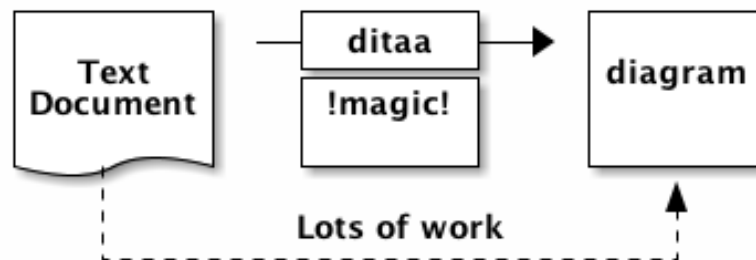 Text
Document
ditaa
!magic!
diagram
Lots of work